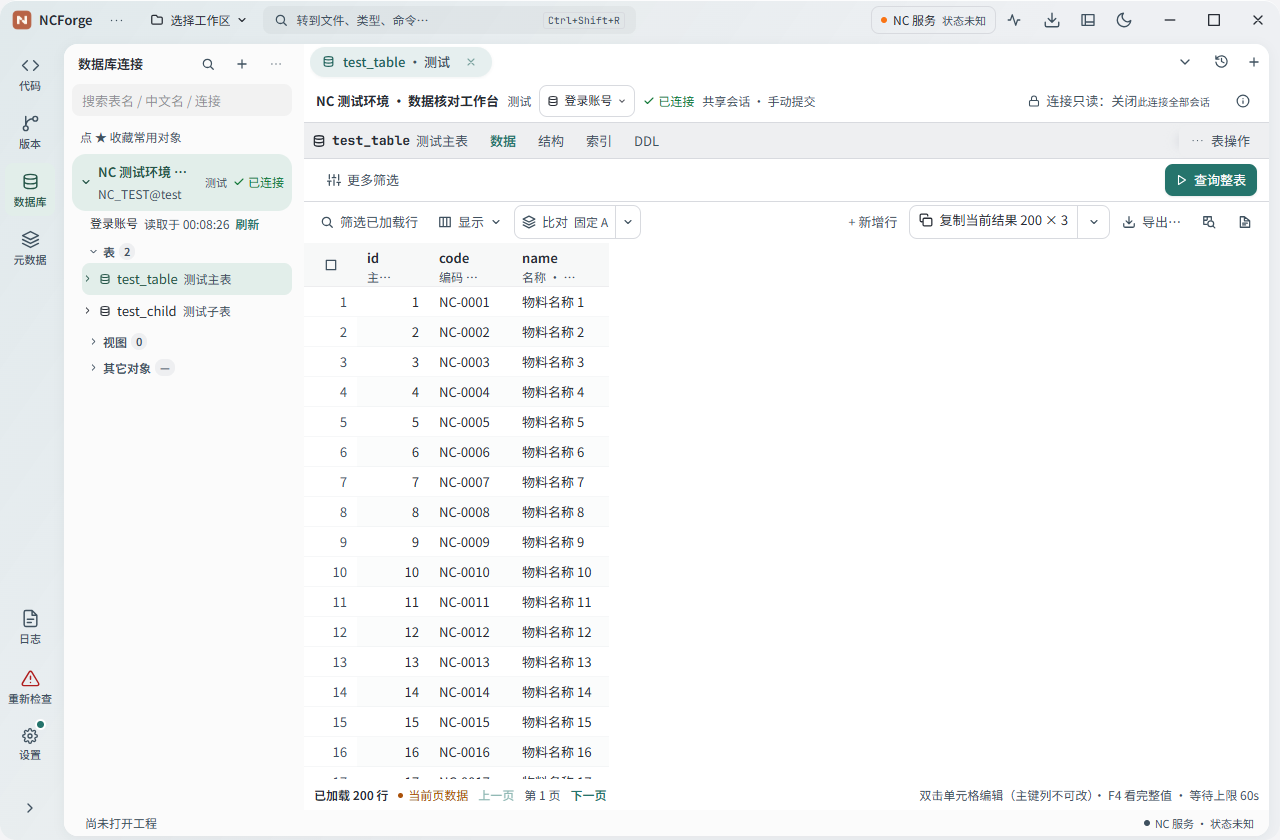 NCForge ··· 选择工作区 转到文件、类型、命令··· Ctrl+Shift+R NC 服务 状态未知
代码
版本
数据库
元数据
日志
重新检查
设置
数据库连接 ···
搜索表名 / 中文名 / 连接
点 ★ 收藏常用对象
NC 测试环境 ··· 测试 ✓ 已连接
NC_TEST@test
登录账号 读取于 00:08:26 刷新
表 2
test_table 测试主表
test_child 测试子表
视图 0
其它对象 —
test_table • 测试 ×
NC 测试环境 • 数据核对工作台 测试 登录账号 ✓ 已连接 共享会话 • 手动提交 连接只读：关闭 此连接全部会话
test_table 测试主表 数据 结构 索引 DDL ··· 表操作
更多筛选 查询整表
筛选已加载行 显示 比对 固定 A + 新增行 复制当前结果 200 × 3 导出···
id code name
主··· 编码 ··· 名称 • ···
1 1 NC-0001 物料名称 1
2 2 NC-0002 物料名称 2
3 3 NC-0003 物料名称 3
4 4 NC-0004 物料名称 4
5 5 NC-0005 物料名称 5
6 6 NC-0006 物料名称 6
7 7 NC-0007 物料名称 7
8 8 NC-0008 物料名称 8
9 9 NC-0009 物料名称 9
10 10 NC-0010 物料名称 10
11 11 NC-0011 物料名称 11
12 12 NC-0012 物料名称 12
13 13 NC-0013 物料名称 13
14 14 NC-0014 物料名称 14
15 15 NC-0015 物料名称 15
16 16 NC-0016 物料名称 16
已加载 200 行 • 当前页数据 上一页 第 1 页 下一页 双击单元格编辑（主键列不可改） • F4 看完整值 • 等待上限 60s
尚未打开工程 NC 服务 • 状态未知